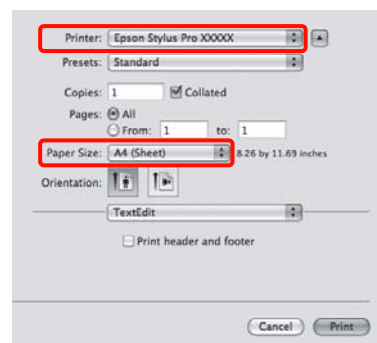 Printer: Epson Stylus Pro XXXXX
Presets: Standard
Copies: 1 Collated
Pages: All
From: 1 to: 1
Paper Size: A4 (Sheet) 8.26 by 11.69 inches
Orientation:
TextEdit
Print header and footer
Cancel Print